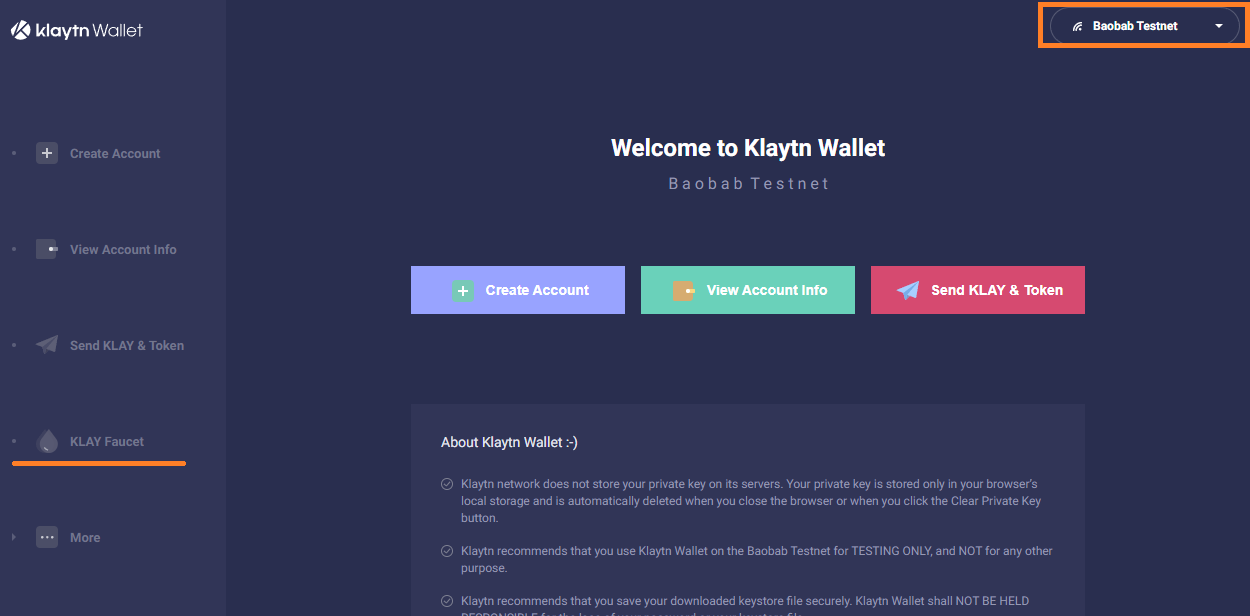 klaytn Wallet
Baobab Testnet
Create Account
View Account Info
Send KLAY & Token
KLAY Faucet
More
Welcome to Klaytn Wallet
Baobab Testnet
Create Account
View Account Info
Send KLAY & Token
About Klaytn Wallet :-)
Klaytn network does not store your private key on its servers. Your private key is stored only in your browser's
local storage and is automatically deleted when you close the browser or when you click the Clear Private Key
button.
Klaytn recommends that you use Klaytn Wallet on the Baobab Testnet for TESTING ONLY, and NOT for any other
purpose.
Klaytn recommends that you save your downloaded keystore file securely. Klaytn Wallet shall NOT BE HELD